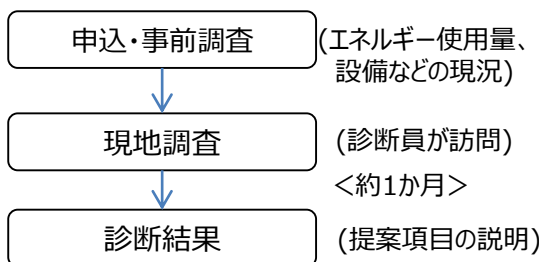 申込・事前調査
(エネルギー使用量、
設備などの現況)
現地調査
(診断員が訪問)
＜約1か月＞
診断結果
(提案項目の説明)